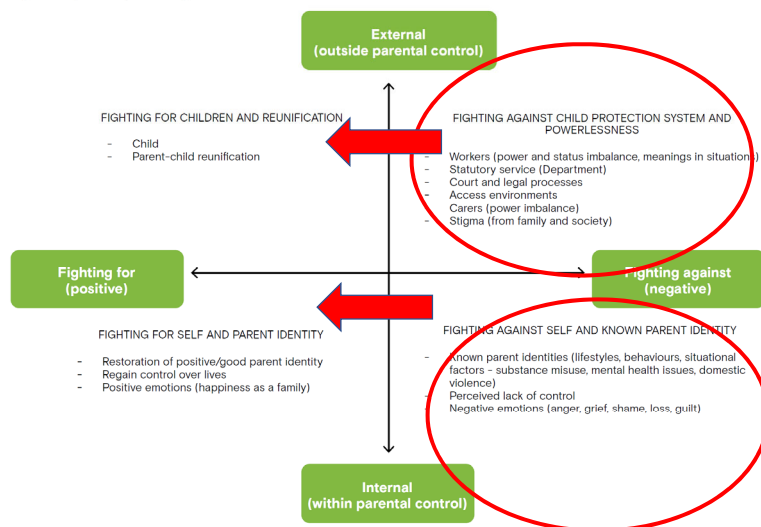 External
(outside parental control)
FIGHTING FOR CHILDREN AND REUNIFICATION
- Child
- Parent-child reunification
FIGHTING AGAINST CHILD PROTECTION SYSTEM AND
POWERLESSNESS
- Workers (power and status imbalance, meanings in situations)
- Statutory service (Department)
- Court and legal processes
- Access environments
Carers (power imbalance)
- Stigma (from family and society)
Fighting for
(positive)
Fighting against
(negative)
FIGHTING FOR SELF AND PARENT IDENTITY
- Restoration of positive/good parent identity
- Regain control over lives
- Positive emotions (happiness as a family)
FIGHTING AGAINST SELF AND KNOWN PARENT IDENTITY
- Known parent identities (lifestyles, behaviours, situational
factors - substance misuse, mental health issues, domestic
violence)
- Perceived lack of control
- Negative emotions (anger, grief, shame, loss, guilt)
Internal
(within parental control)